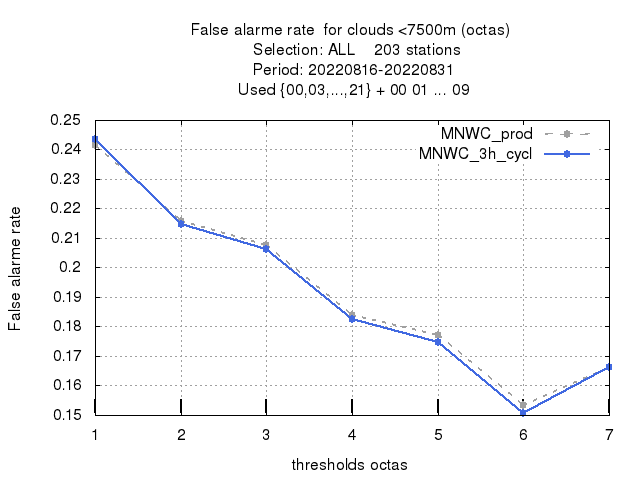 False alarme rate  for clouds <7500m (octas)
Selection: ALL    203 stations
Period: 20220816-20220831
Used {00,03,...,21} + 00 01 ... 09
MNWC_prod
MNWC_3h_cycl
False alarme rate
0.25
0.24
0.23
0.22
0.21
0.2
0.19
0.18
0.17
0.16
0.15
1 2 3 4 5 6 7
thresholds octas